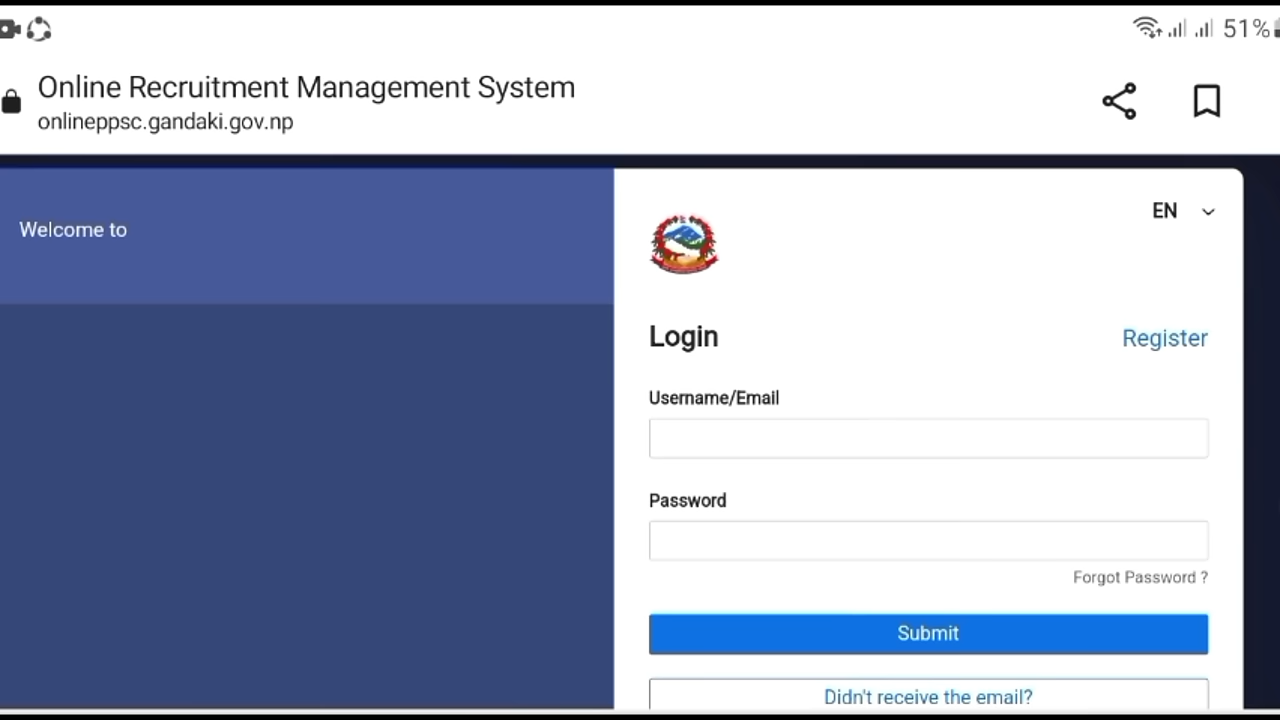 51%
Online Recruitment Management System
onlineppsc.gandaki.gov.np
Welcome to
EN
Login
Register
Username/Email
Password
Forgot Password ?
Submit
Didn't receive the email?